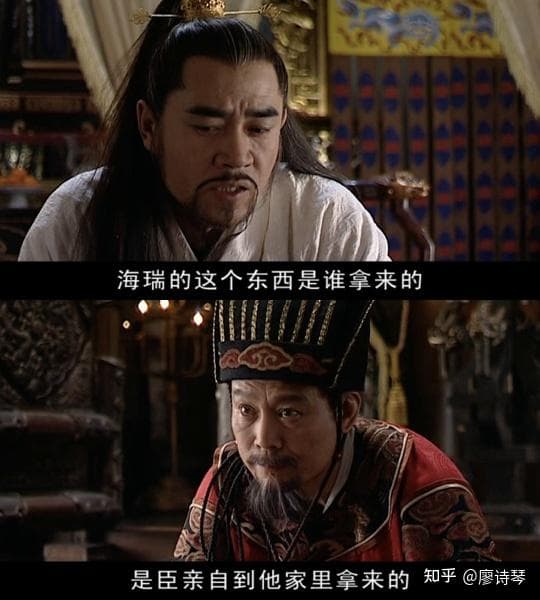 海瑞的这个东西是谁拿来的
是臣亲自到他家里拿来的
知乎 @廖诗琴